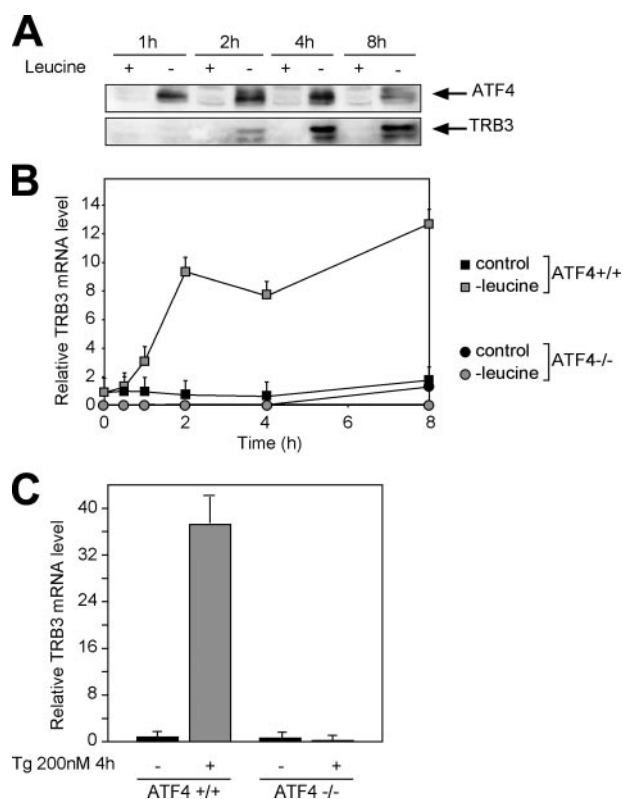 A
1h 2h 4h 8h
Leucine + - + - + - + -
ATF4
TRB3
B
Relative TRB3 mRNA level
14
12
10
8
6
4
2
0
0 2 4 6 8
Time (h)
control
-leucine
ATF4+/+
control
-leucine
ATF4-/-
C
Relative TRB3 mRNA level
40
32
24
16
8
0
Tg 200nM 4h - + - +
ATF4 +/+ ATF4 -/-